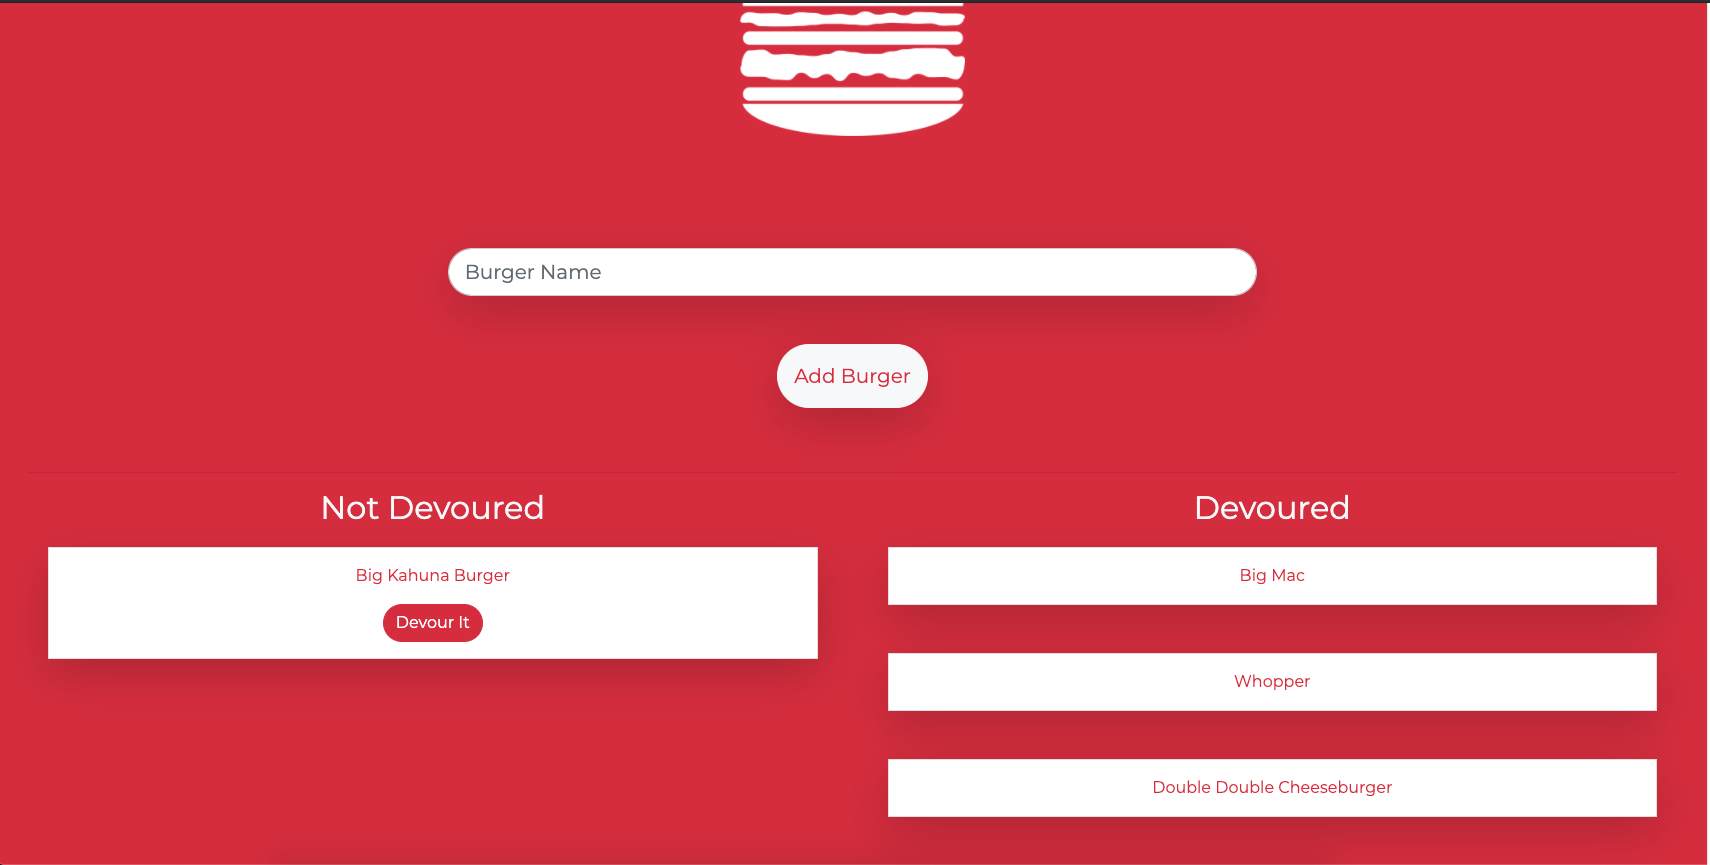 Burger Name
Add Burger
Not Devoured
Big Kahuna Burger
Devour It
Devoured
Big Mac
Whopper
Double Double Cheeseburger